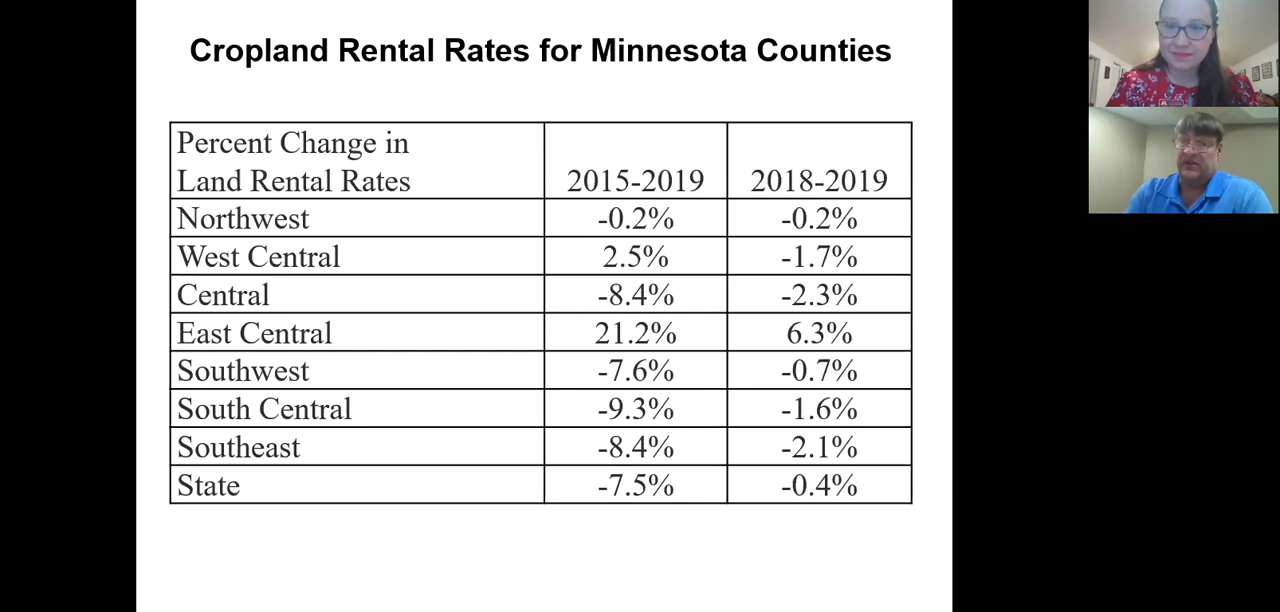 Cropland Rental Rates for Minnesota Counties
Percent Change in
Land Rental Rates 2015-2019 2018-2019
Northwest -0.2% -0.2%
West Central 2.5% -1.7%
Central -8.4% -2.3%
East Central 21.2% 6.3%
Southwest -7.6% -0.7%
South Central -9.3% -1.6%
Southeast -8.4% -2.1%
State -7.5% -0.4%